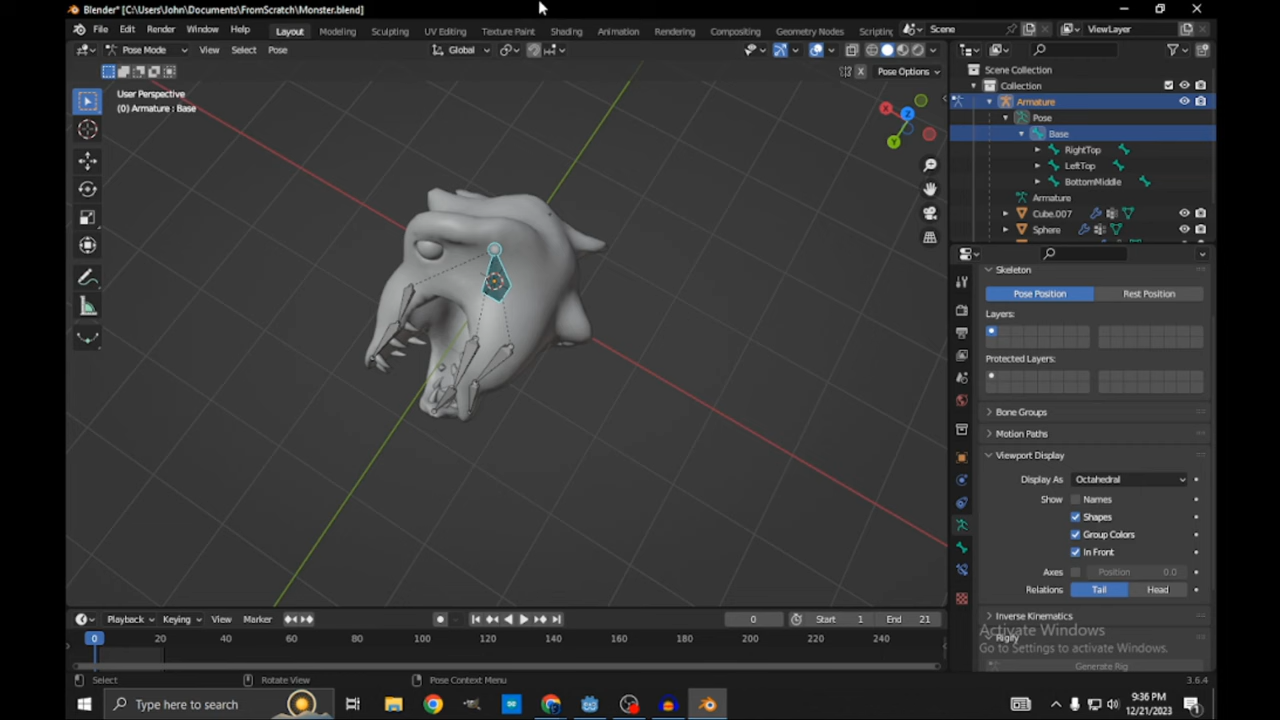 Blender* [C:\Users\John\Documents\FromScratch\Monster.blend]
File Edit Render Window Help Layout Modeling Sculpting UV Editing Texture Paint Shading Animation Rendering Compositing Geometry Nodes Scripting Scene ViewLayer
Pose Mode View Select Pose Global
X Pose Options
User Perspective
(0) Armature : Base
X
Z
Y
Scene Collection
Collection
Armature
Pose
Base
RightTop
LeftTop
BottomMiddle
Armature
Cube.007
Sphere
Skeleton
Pose Position Rest Position
Layers:
Protected Layers:
Bone Groups
Motion Paths
Viewport Display
Display As Octahedral
Show Names
Shapes
Group Colors
In Front
Axes Position 0.0
Relations Tail Head
Inverse Kinematics
Activate Windows
Rigify
Go to Settings to activate Windows.
Generate Rig
Playback Keying View Marker 0 Start 1 End 21
0 20 40 60 80 100 120 140 160 180 200 220 240
Select Rotate View Pose Context Menu 3.6.4
Type here to search
9:36 PM
12/21/2023
1